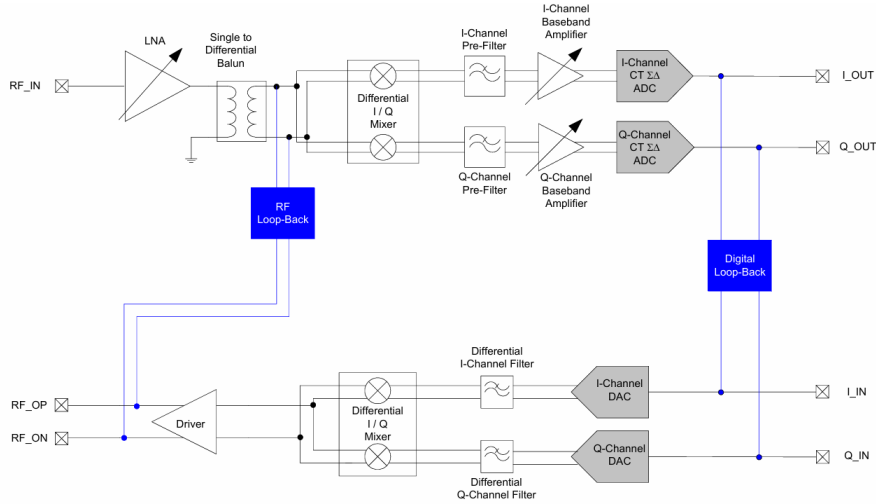 LNA
Single to
Differential
Balun
I-Channel
Pre-Filter
I-Channel
Baseband
Amplifier
RF_IN
I-Channel
CT ΣΔ
ADC
I_OUT
Differential
I / Q
Mixer
Q-Channel
CT ΣΔ
ADC
Q_OUT
Q-Channel
Pre-Filter
Q-Channel
Baseband
Amplifier
RF
Loop-Back
Digital
Loop-Back
Differential
I-Channel Filter
RF_OP
RF_ON
Driver
Differential
I / Q
Mixer
I-Channel
DAC
I_IN
Q-Channel
DAC
Q_IN
Differential
Q-Channel Filter